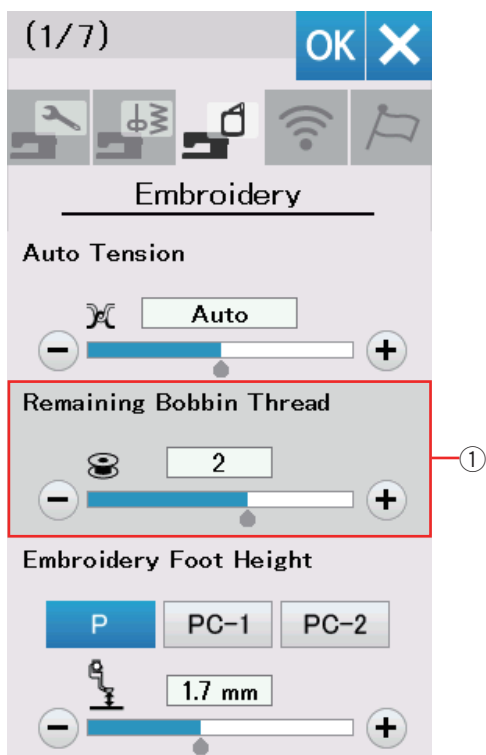 (1/7)
OK
Embroidery
Auto Tension
Auto
Remaining Bobbin Thread
2
①
Embroidery Foot Height
P PC-1 PC-2
1.7 mm